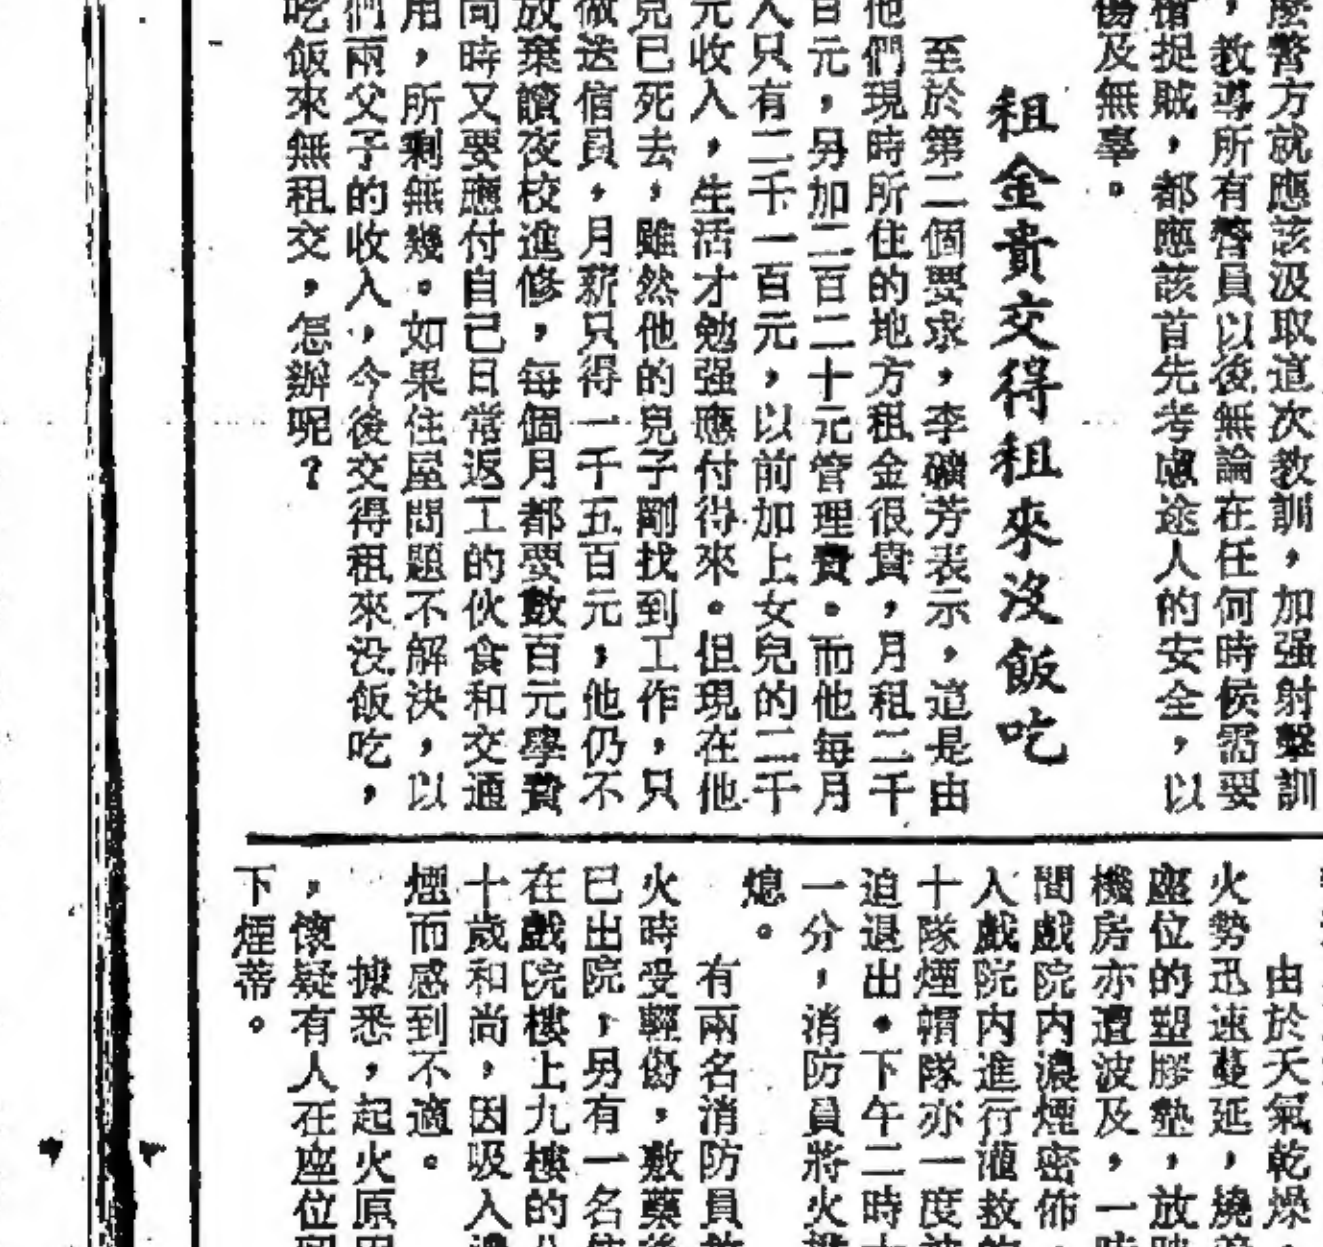 麼警方就應該汲取這次教訓，加强射擊訓
，教導所有警員以後無論在任何時候需要
槍捉賊，都應該首先考慮途人的安全，以
傷及無辜。
租金貴交得租來沒飯吃
至於第二個要求，李礦芳表示，這是由
他們現時所住的地方租金很貴，月租二千
百元，另加二百二十元管理費。而他每月
入只有二千一百元，以前加上女兒的二千
元收入，生活才勉强應付得來。但現在他
兒已死去，雖然他的兒子剛找到工作，只
做送信員，月薪只得一千五百元，他仍不
放棄讀夜校進修，每個月都要數百元學費
同時又要應付自己日常返工的伙食和交通
用，所剩無幾。如果住屋問題不解決，以
們兩父子的收入，今後交得租來没飯吃，
吃飯來無租交，怎辦呢？
由於天氣乾燥，
火勢迅速蔓延，燒
座位的塑膠墊，放
機房亦遭波及，一時
間戲院内濃煙密佈，
入戲院内進行灌救
十隊煙帽隊亦一度被
迫退出。下午二時
一分，消防員將火
熄。
有兩名消防員救
火時受輕傷，敷藥後
已出院，另有一名
在戲院樓上九樓的
十歲和尚，因吸入
煙而感到不適。
據悉，起火原因
，懷疑有人在座位
下煙蒂。